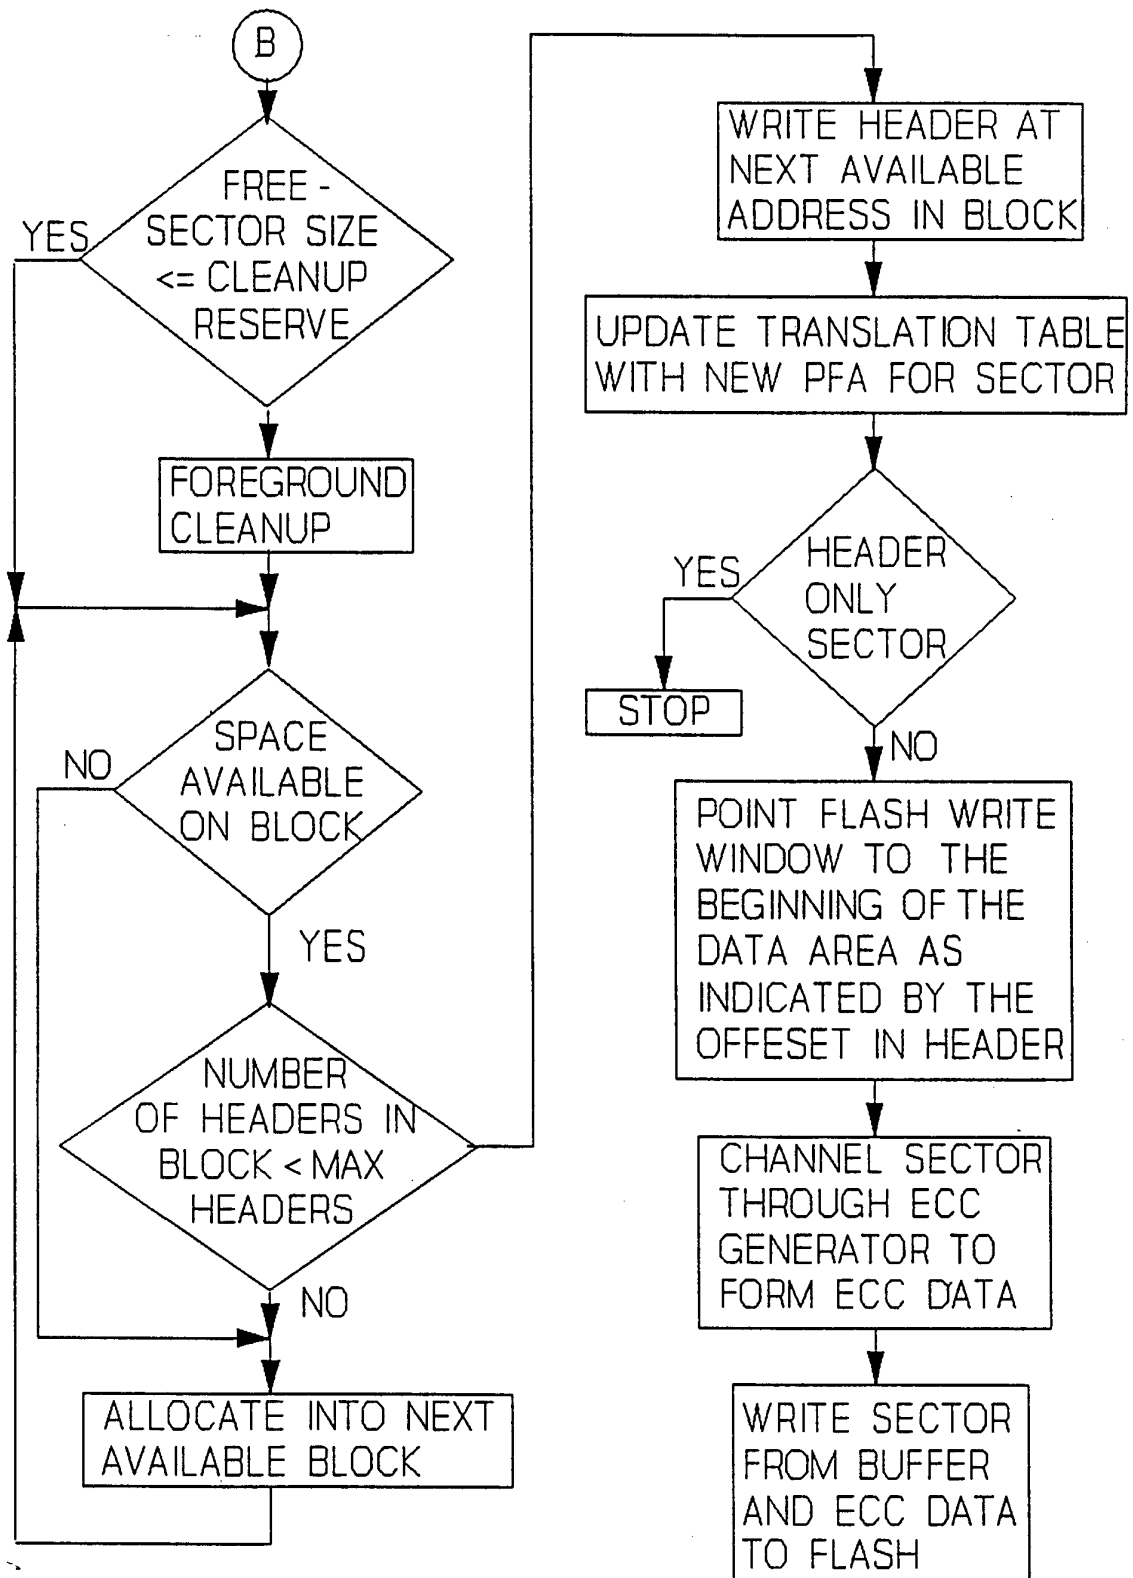 B
FREE -
SECTOR SIZE
<= CLEANUP
RESERVE
YES
FOREGROUND
CLEANUP
SPACE
AVAILABLE
ON BLOCK
NO
YES
NUMBER
OF HEADERS IN
BLOCK < MAX
HEADERS
NO
ALLOCATE INTO NEXT
AVAILABLE BLOCK
WRITE HEADER AT
NEXT AVAILABLE
ADDRESS IN BLOCK
UPDATE TRANSLATION TABLE
WITH NEW PFA FOR SECTOR
HEADER
ONLY
SECTOR
YES
STOP
NO
POINT FLASH WRITE
WINDOW TO THE
BEGINNING OF THE
DATA AREA AS
INDICATED BY THE
OFFESET IN HEADER
CHANNEL SECTOR
THROUGH ECC
GENERATOR TO
FORM ECC DATA
WRITE SECTOR
FROM BUFFER
AND ECC DATA
TO FLASH